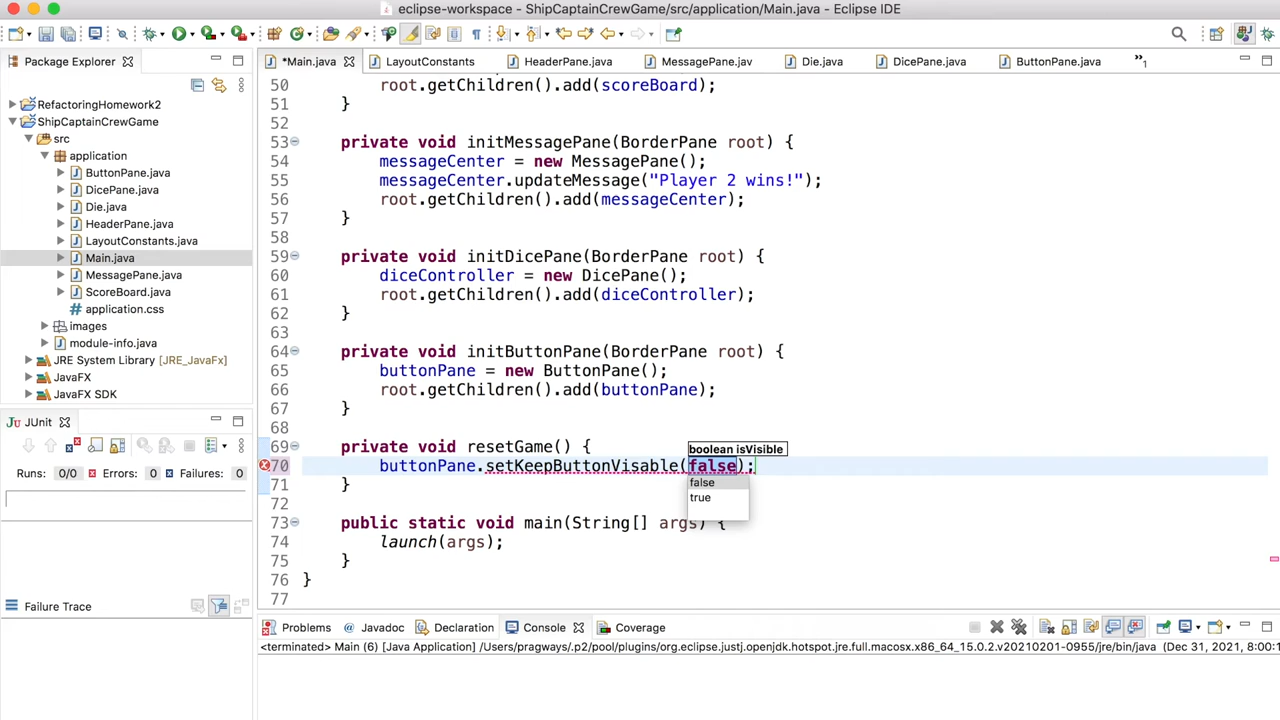 eclipse-workspace - ShipCaptainCrewGame/src/application/Main.java - Eclipse IDE
Package Explorer
*Main.java LayoutConstants HeaderPane.java MessagePane.jav Die.java DicePane.java ButtonPane.java »1
RefactoringHomework2
ShipCaptainCrewGame
src
application
ButtonPane.java
DicePane.java
Die.java
HeaderPane.java
LayoutConstants.java
Main.java
MessagePane.java
ScoreBoard.java
application.css
images
module-info.java
JRE System Library [JRE_JavaFx]
JavaFX
JavaFX SDK
JUnit
Runs: 0/0 Errors: 0 Failures: 0
Failure Trace
50 root.getChildren().add(scoreBoard);
51 }
52
53 private void initMessagePane(BorderPane root) {
54 messageCenter = new MessagePane();
55 messageCenter.updateMessage("Player 2 wins!");
56 root.getChildren().add(messageCenter);
57 }
58
59 private void initDicePane(BorderPane root) {
60 diceController = new DicePane();
61 root.getChildren().add(diceController);
62 }
63
64 private void initButtonPane(BorderPane root) {
65 buttonPane = new ButtonPane();
66 root.getChildren().add(buttonPane);
67 }
68
69 private void resetGame() {
boolean isVisible
70 buttonPane.setKeepButtonVisable(false);
false
true
71 }
72
73 public static void main(String[] args) {
74 launch(args);
75 }
76 }
77
Problems Javadoc Declaration Console Coverage
<terminated> Main (6) [Java Application] /Users/pragways/.p2/pool/plugins/org.eclipse.justj.openjdk.hotspot.jre.full.macosx.x86_64_15.0.2.v20210201-0955/jre/bin/java (Dec 31, 2021, 8:00:1